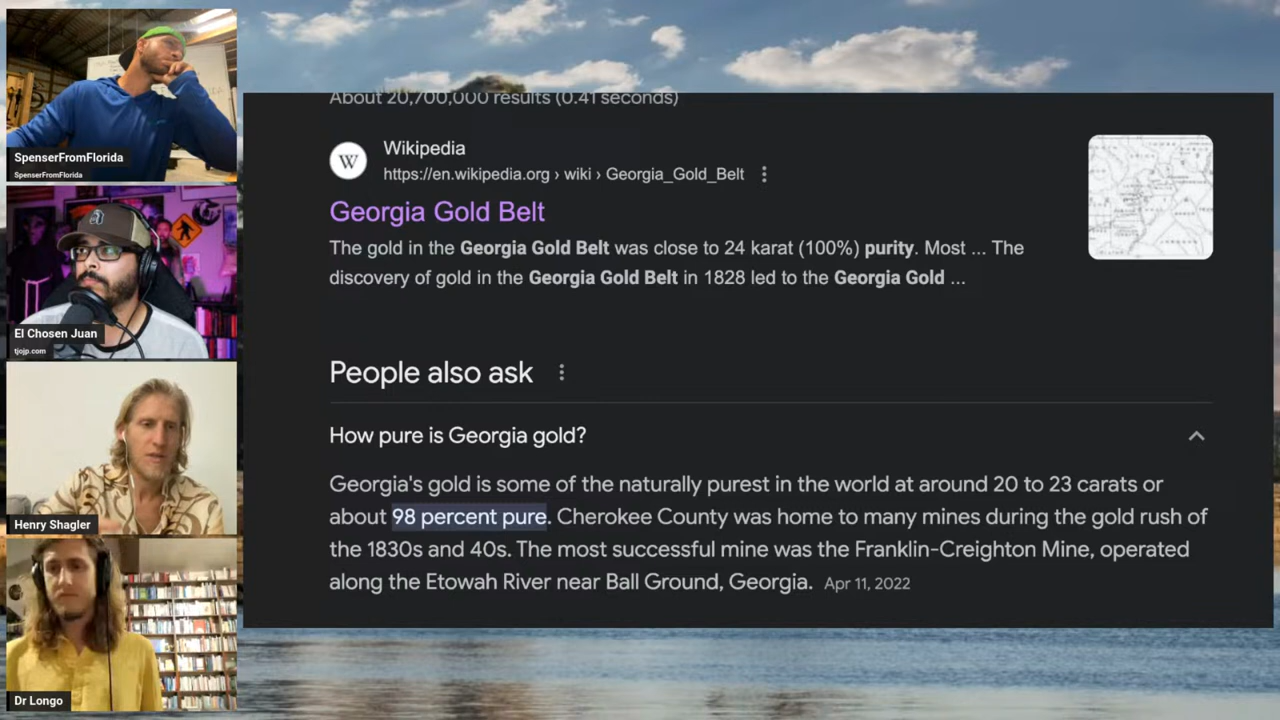 SpenserFromFlorida
SpenserFromFlorida
El Chosen Juan
tjojp.com
Henry Shagler
Dr Longo
About 20,700,000 results (0.41 seconds)
W
Wikipedia
https://en.wikipedia.org › wiki › Georgia_Gold_Belt
Georgia Gold Belt
The gold in the Georgia Gold Belt was close to 24 karat (100%) purity. Most ... The
discovery of gold in the Georgia Gold Belt in 1828 led to the Georgia Gold ...
People also ask
How pure is Georgia gold?
Georgia's gold is some of the naturally purest in the world at around 20 to 23 carats or
about 98 percent pure. Cherokee County was home to many mines during the gold rush of
the 1830s and 40s. The most successful mine was the Franklin-Creighton Mine, operated
along the Etowah River near Ball Ground, Georgia. Apr 11, 2022